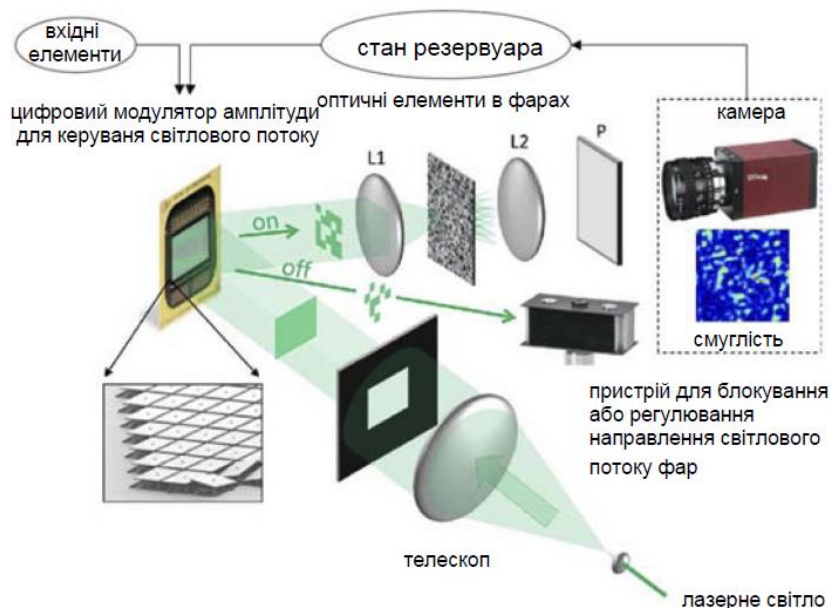 вхідні
елементи
стан резервуара
цифровий модулятор амплітуди
для керуваня світлового потоку
оптичні елементи в фарах
камера
L1
L2
P
on
off
смуглість
пристрій для блокування
або регулювання
направлення світлового
потоку фар
телескоп
лазерне світло